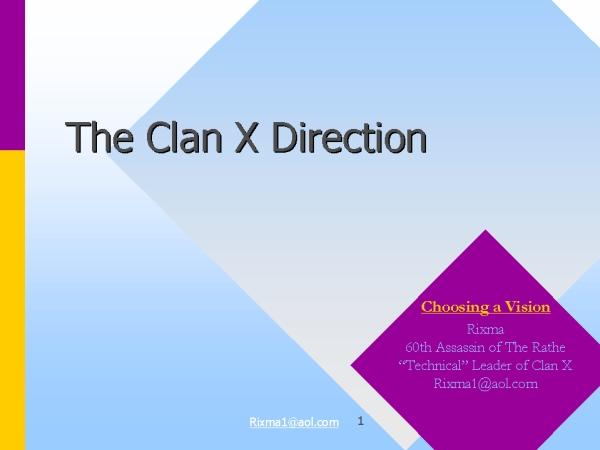 The Clan X Direction
Choosing a Vision
Rixma
60th Assassin of The Rathe
“Technical” Leader of Clan X
Rixma1@aol.com
Rixma1@aol.com 1